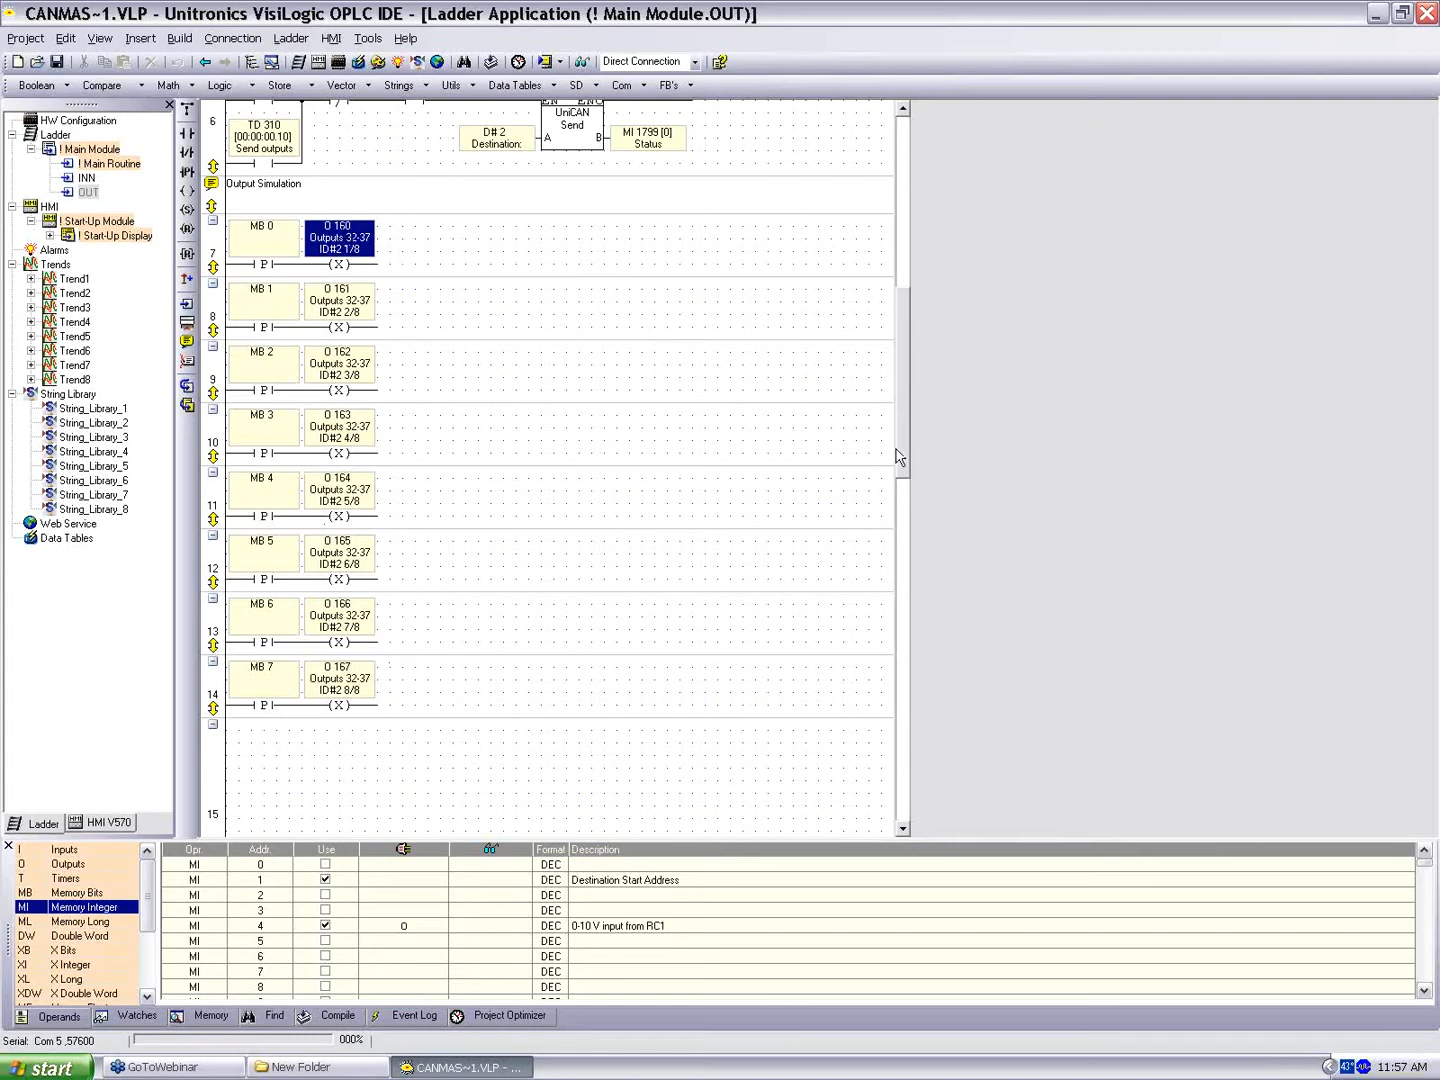 CANMAS~1.VLP - Unitronics VisiLogic OPLC IDE - [Ladder Application (! Main Module.OUT)]
Project Edit View Insert Build Connection Ladder HMI Tools Help
Direct Connection
Boolean Compare Math Logic Store Vector Strings Utils Data Tables SD Com FB's
HW Configuration
Ladder
! Main Module
! Main Routine
INN
OUT
HMI
! Start-Up Module
! Start-Up Display
Alarms
Trends
Trend1
Trend2
Trend3
Trend4
Trend5
Trend6
Trend7
Trend8
String Library
String_Library_1
String_Library_2
String_Library_3
String_Library_4
String_Library_5
String_Library_6
String_Library_7
String_Library_8
Web Service
Data Tables
Ladder HMI V570
6
TD 310
[00:00:00.10]
Send outputs
D# 2
Destination:
EN ENO
UniCAN
Send
A B
MI 1799 [0]
Status
Output Simulation
7
MB 0
O 160
Outputs 32-37
ID#2 1/8
P (X)
8
MB 1
O 161
Outputs 32-37
ID#2 2/8
P (X)
9
MB 2
O 162
Outputs 32-37
ID#2 3/8
P (X)
10
MB 3
O 163
Outputs 32-37
ID#2 4/8
P (X)
11
MB 4
O 164
Outputs 32-37
ID#2 5/8
P (X)
12
MB 5
O 165
Outputs 32-37
ID#2 6/8
P (X)
13
MB 6
O 166
Outputs 32-37
ID#2 7/8
P (X)
14
MB 7
O 167
Outputs 32-37
ID#2 8/8
P (X)
15
I Inputs
O Outputs
T Timers
MB Memory Bits
MI Memory Integer
ML Memory Long
DW Double Word
XB X Bits
XI X Integer
XL X Long
XDW X Double Word
Opr. Addr. Use Format Description
MI 0 DEC
MI 1 DEC Destination Start Address
MI 2 DEC
MI 3 DEC
MI 4 0 DEC 0-10 V input from RC1
MI 5 DEC
MI 6 DEC
MI 7 DEC
MI 8 DEC
Operands Watches Memory Find Compile Event Log Project Optimizer
Serial: Com 5 ,57600 000%
start GoToWebinar New Folder CANMAS~1.VLP - ... 43° 11:57 AM